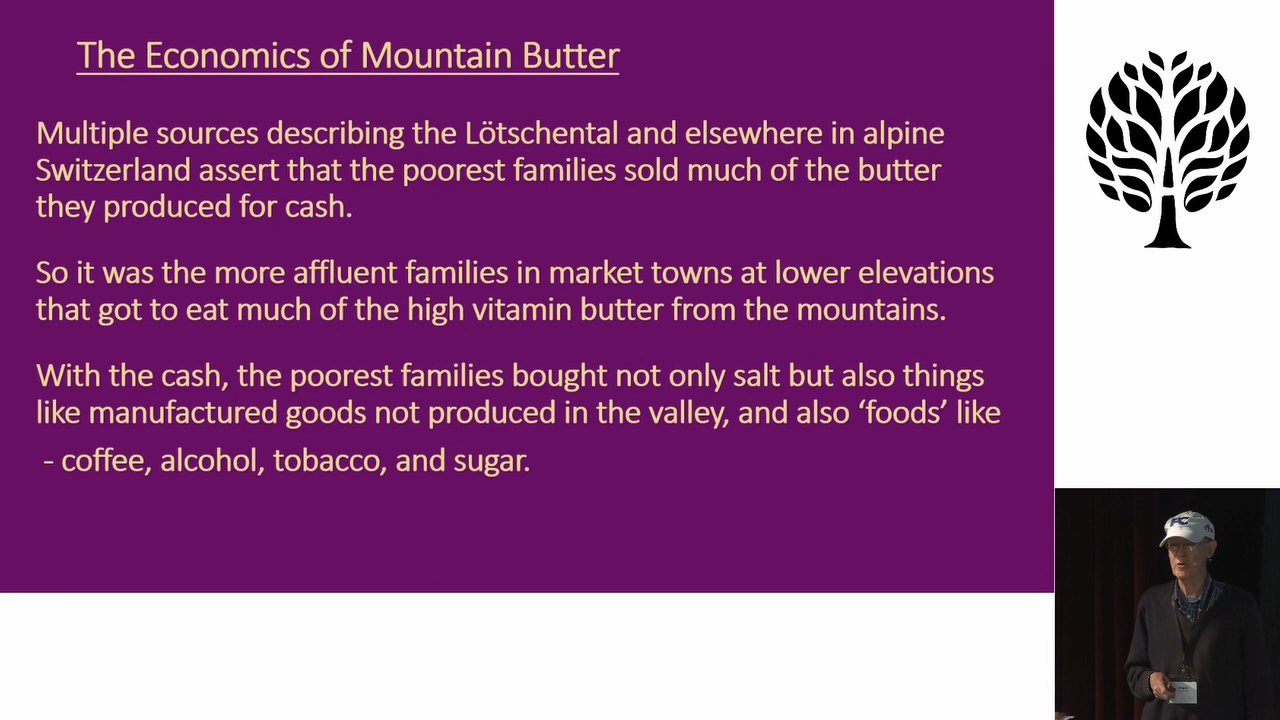 The Economics of Mountain Butter
Multiple sources describing the Lötschental and elsewhere in alpine
Switzerland assert that the poorest families sold much of the butter
they produced for cash.
So it was the more affluent families in market towns at lower elevations
that got to eat much of the high vitamin butter from the mountains.
With the cash, the poorest families bought not only salt but also things
like manufactured goods not produced in the valley, and also ‘foods’ like
- coffee, alcohol, tobacco, and sugar.